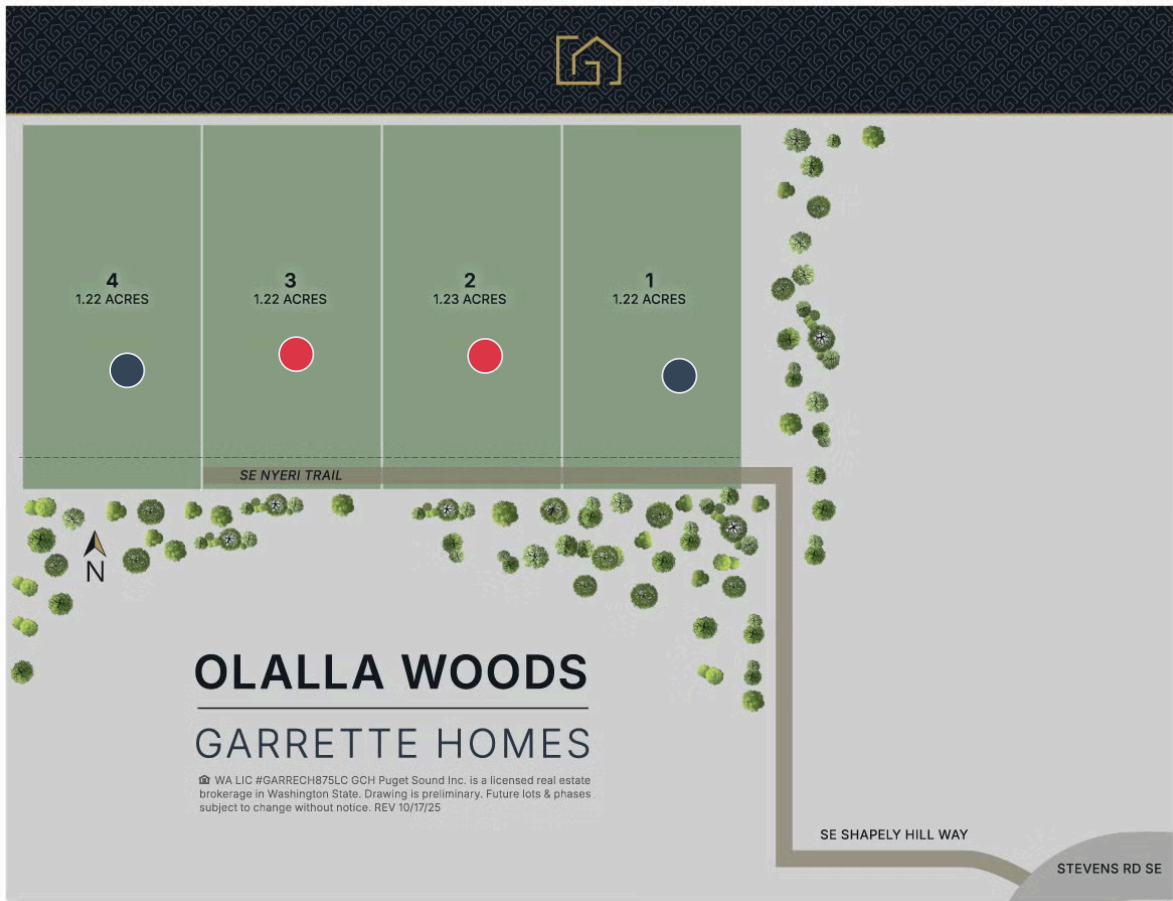 4
1.22 ACRES
3
1.22 ACRES
2
1.23 ACRES
1
1.22 ACRES
SE NYERI TRAIL
N
OLALLA WOODS
GARRETTE HOMES
WA LIC #GARRECH875LC GCH Puget Sound Inc. is a licensed real estate
brokerage in Washington State. Drawing is preliminary. Future lots & phases
subject to change without notice. REV 10/17/25
SE SHAPELY HILL WAY
STEVENS RD SE